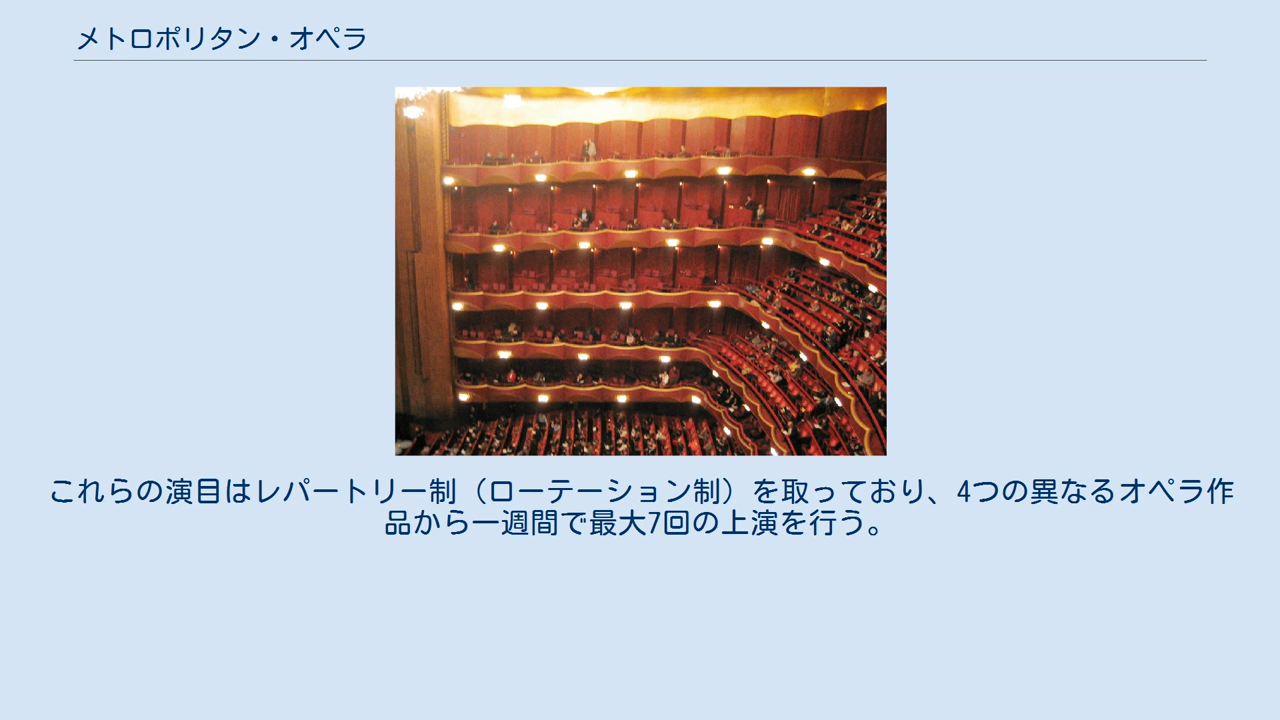 メトロポリタン・オペラ
これらの演目はレパートリー制（ローテーション制）を取っており、4つの異なるオペラ作
品から一週間で最大7回の上演を行う。